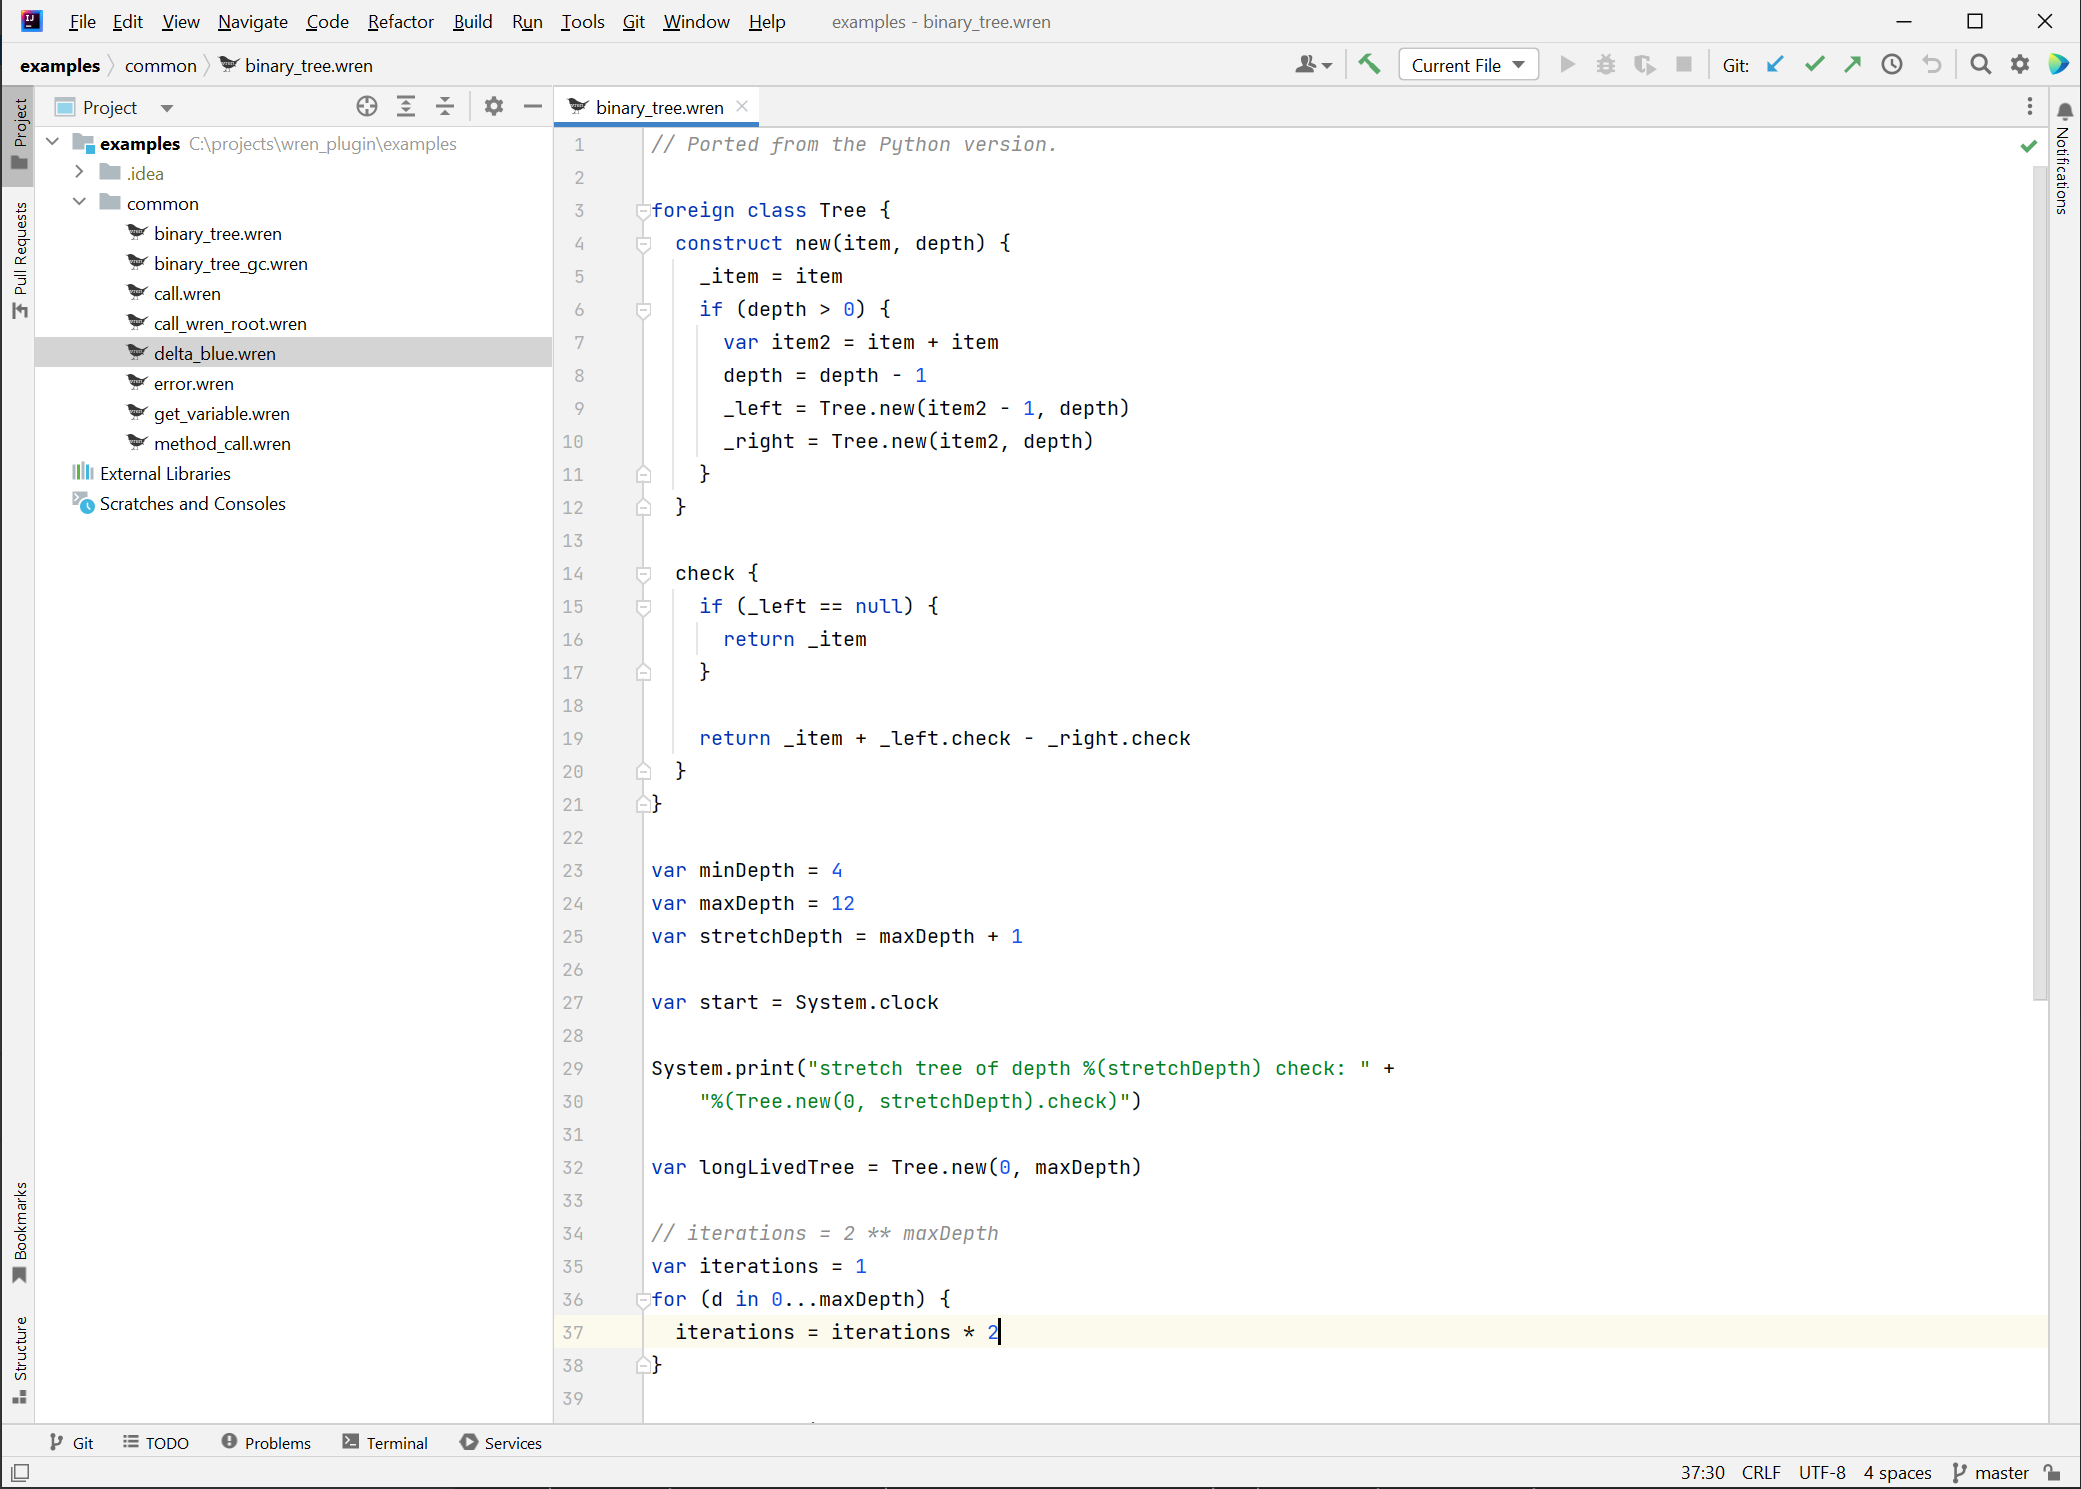 File Edit View Navigate Code Refactor Build Run Tools Git Window Help examples - binary_tree.wren
examples common binary_tree.wren Current File Git:
Project
Pull Requests
Bookmarks
Structure
Project
examples C:\projects\wren_plugin\examples
.idea
common
binary_tree.wren
binary_tree_gc.wren
call.wren
call_wren_root.wren
delta_blue.wren
error.wren
get_variable.wren
method_call.wren
External Libraries
Scratches and Consoles
binary_tree.wren
1 // Ported from the Python version.
2
3 foreign class Tree {
4   construct new(item, depth) {
5     _item = item
6     if (depth > 0) {
7       var item2 = item + item
8       depth = depth - 1
9       _left = Tree.new(item2 - 1, depth)
10       _right = Tree.new(item2, depth)
11     }
12   }
13
14   check {
15     if (_left == null) {
16       return _item
17     }
18
19     return _item + _left.check - _right.check
20   }
21 }
22
23 var minDepth = 4
24 var maxDepth = 12
25 var stretchDepth = maxDepth + 1
26
27 var start = System.clock
28
29 System.print("stretch tree of depth %(stretchDepth) check: " +
30     "%(Tree.new(0, stretchDepth).check)")
31
32 var longLivedTree = Tree.new(0, maxDepth)
33
34 // iterations = 2 ** maxDepth
35 var iterations = 1
36 for (d in 0...maxDepth) {
37   iterations = iterations * 2
38 }
39
Notifications
Git TODO Problems Terminal Services
37:30 CRLF UTF-8 4 spaces master